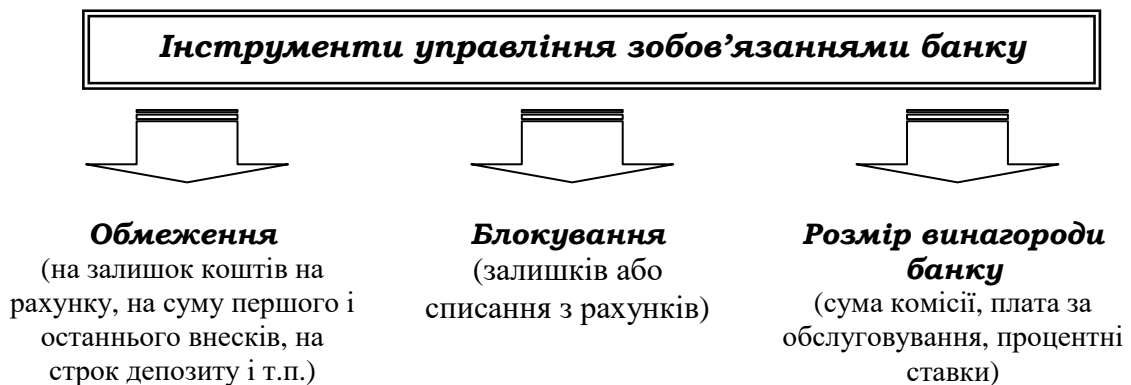 Інструменти управління зобов’язаннями банку
Обмеження
(на залишок коштів на
рахунку, на суму першого і
останнього внесків, на
строк депозиту і т.п.)
Блокування
(залишків або
списання з рахунків)
Розмір винагороди
банку
(сума комісії, плата за
обслуговування, процентні
ставки)